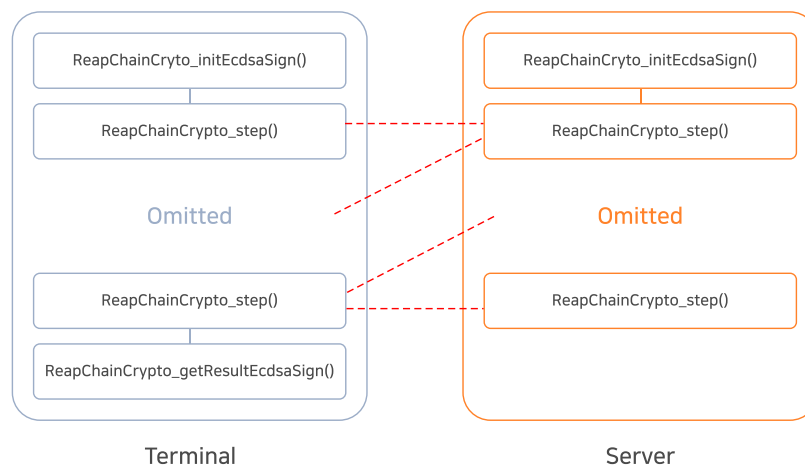 ReapChainCryto_initEcdsaSign()
ReapChainCrypto_step()
Omitted
ReapChainCrypto_step()
ReapChainCrypto_getResultEcdsaSign()
Terminal
ReapChainCryto_initEcdsaSign()
ReapChainCrypto_step()
Omitted
ReapChainCrypto_step()
Server